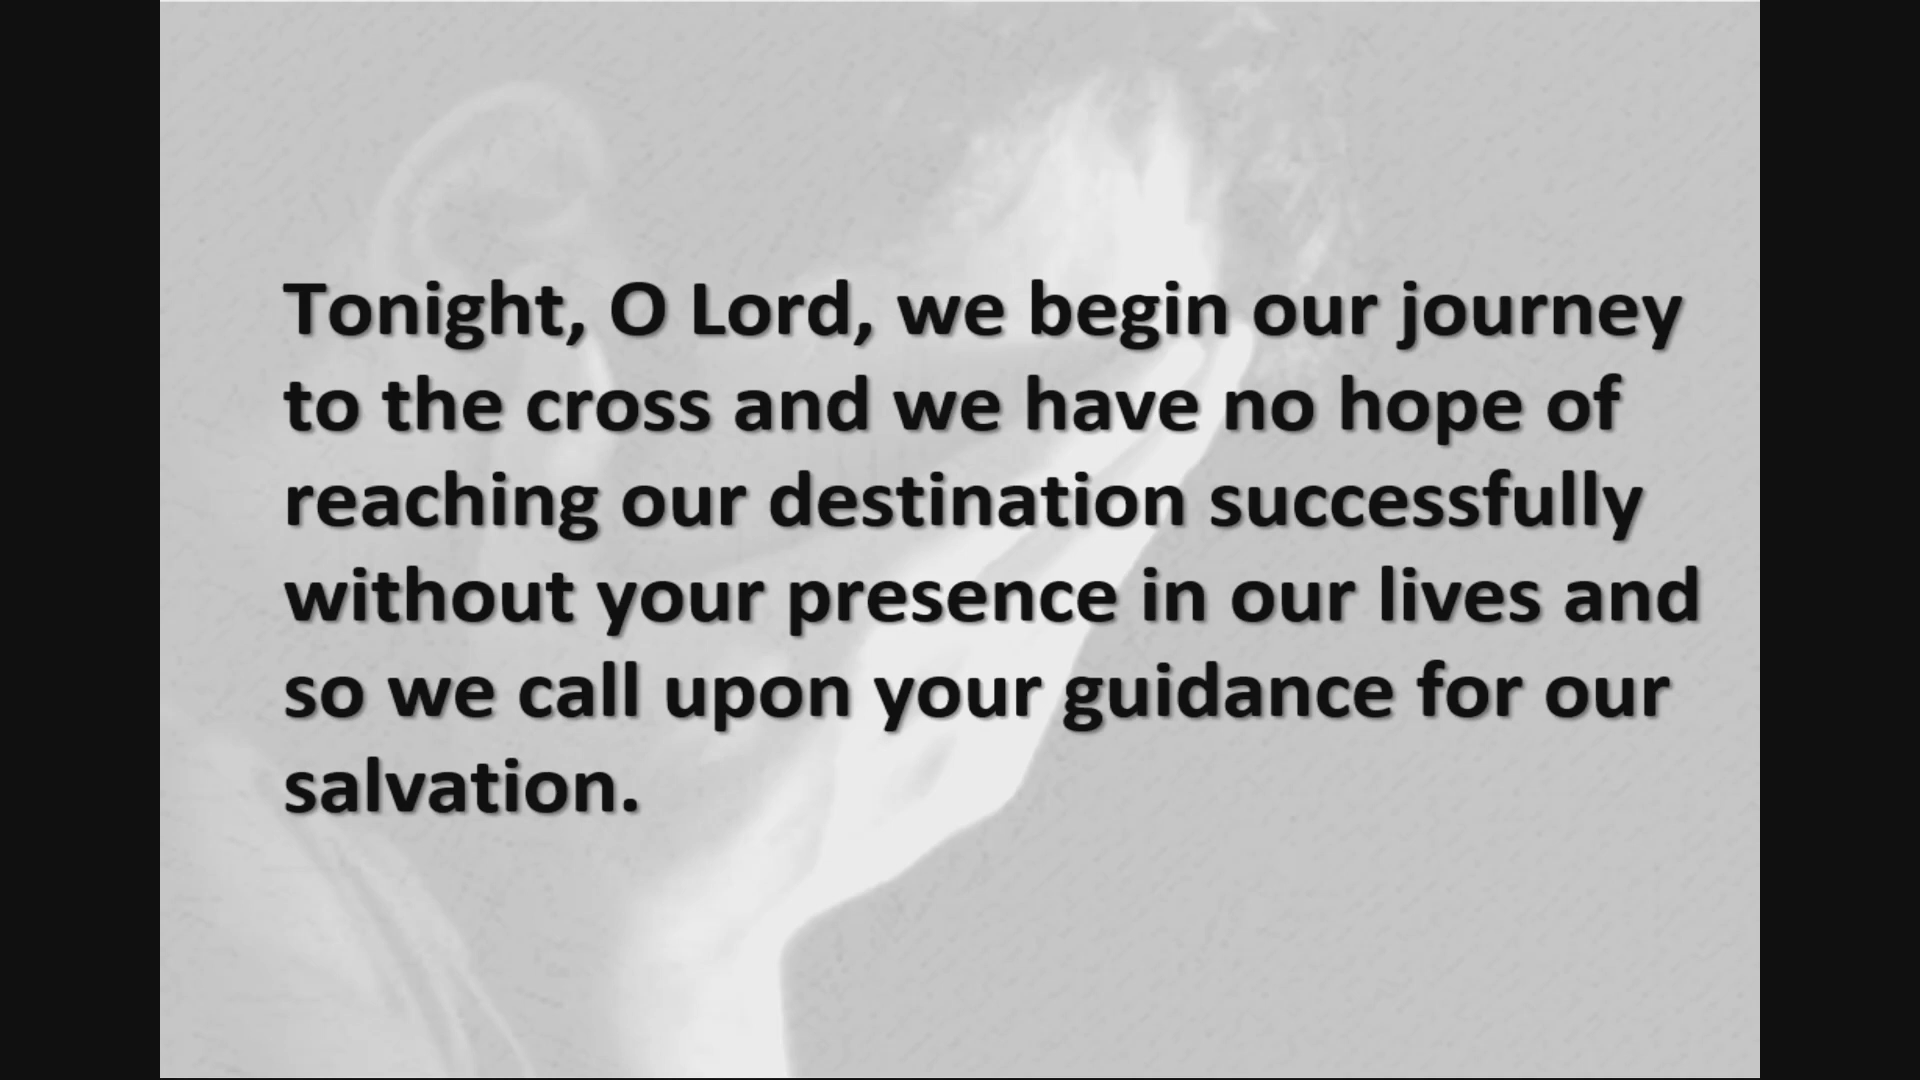 Tonight, O Lord, we begin our journey
to the cross and we have no hope of
reaching our destination successfully
without your presence in our lives and
so we call upon your guidance for our
salvation.